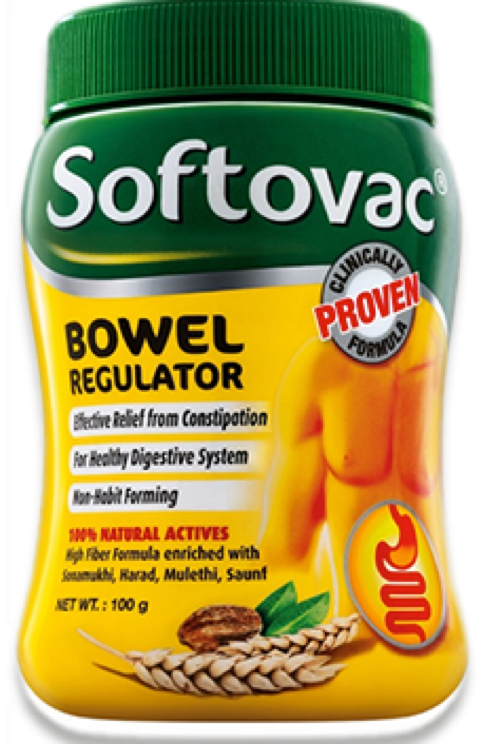 Softovac®
CLINICALLY
PROVEN
FORMULA
BOWEL
REGULATOR
Effective Relief from Constipation
For Healthy Digestive System
Non-Habit Forming
100% NATURAL ACTIVES
High Fiber Formula enriched with
Sonamukhi, Harad, Mulethi, Saunf
NET WT. : 100 g